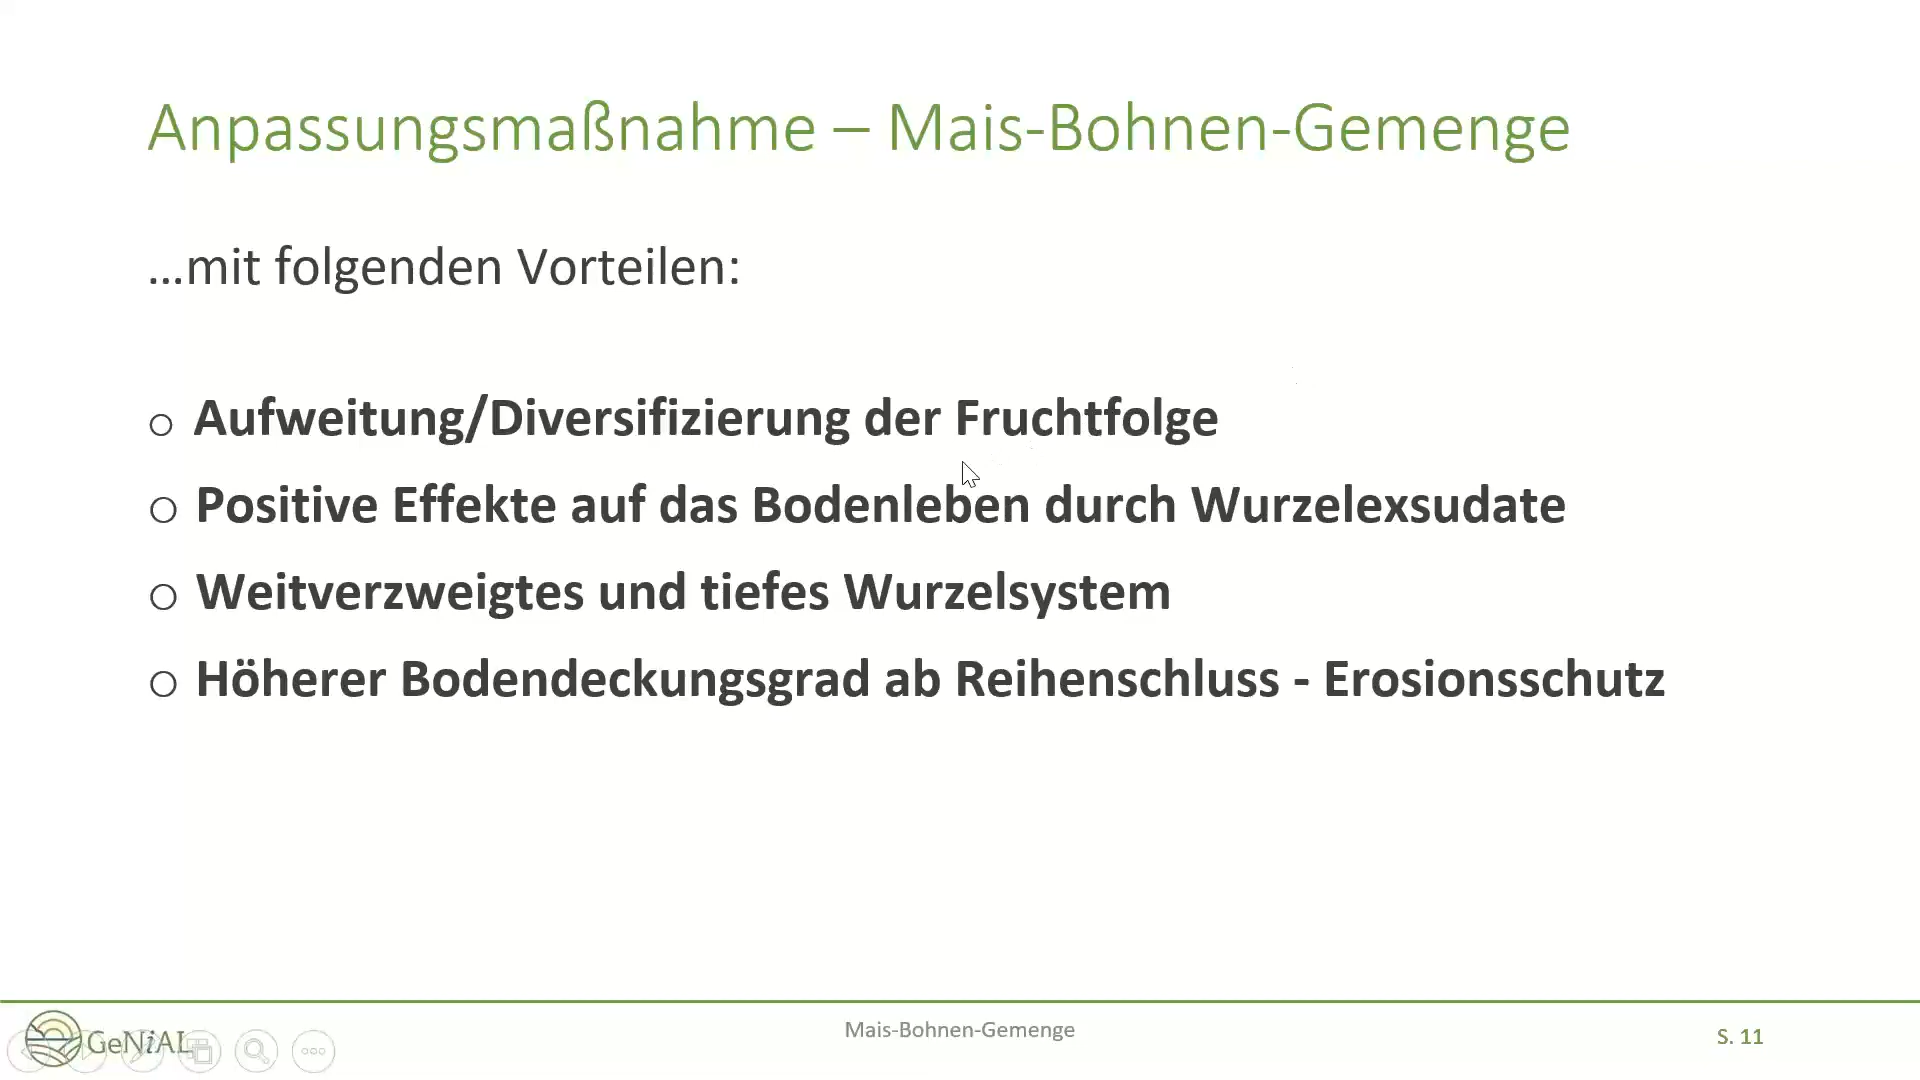 Anpassungsmaßnahme – Mais-Bohnen-Gemenge
...mit folgenden Vorteilen:
o Aufweitung/Diversifizierung der Fruchtfolge
o Positive Effekte auf das Bodenleben durch Wurzelexsudate
o Weitverzweigtes und tiefes Wurzelsystem
o Höherer Bodendeckungsgrad ab Reihenschluss - Erosionsschutz
GeNiAL
Mais-Bohnen-Gemenge
S. 11